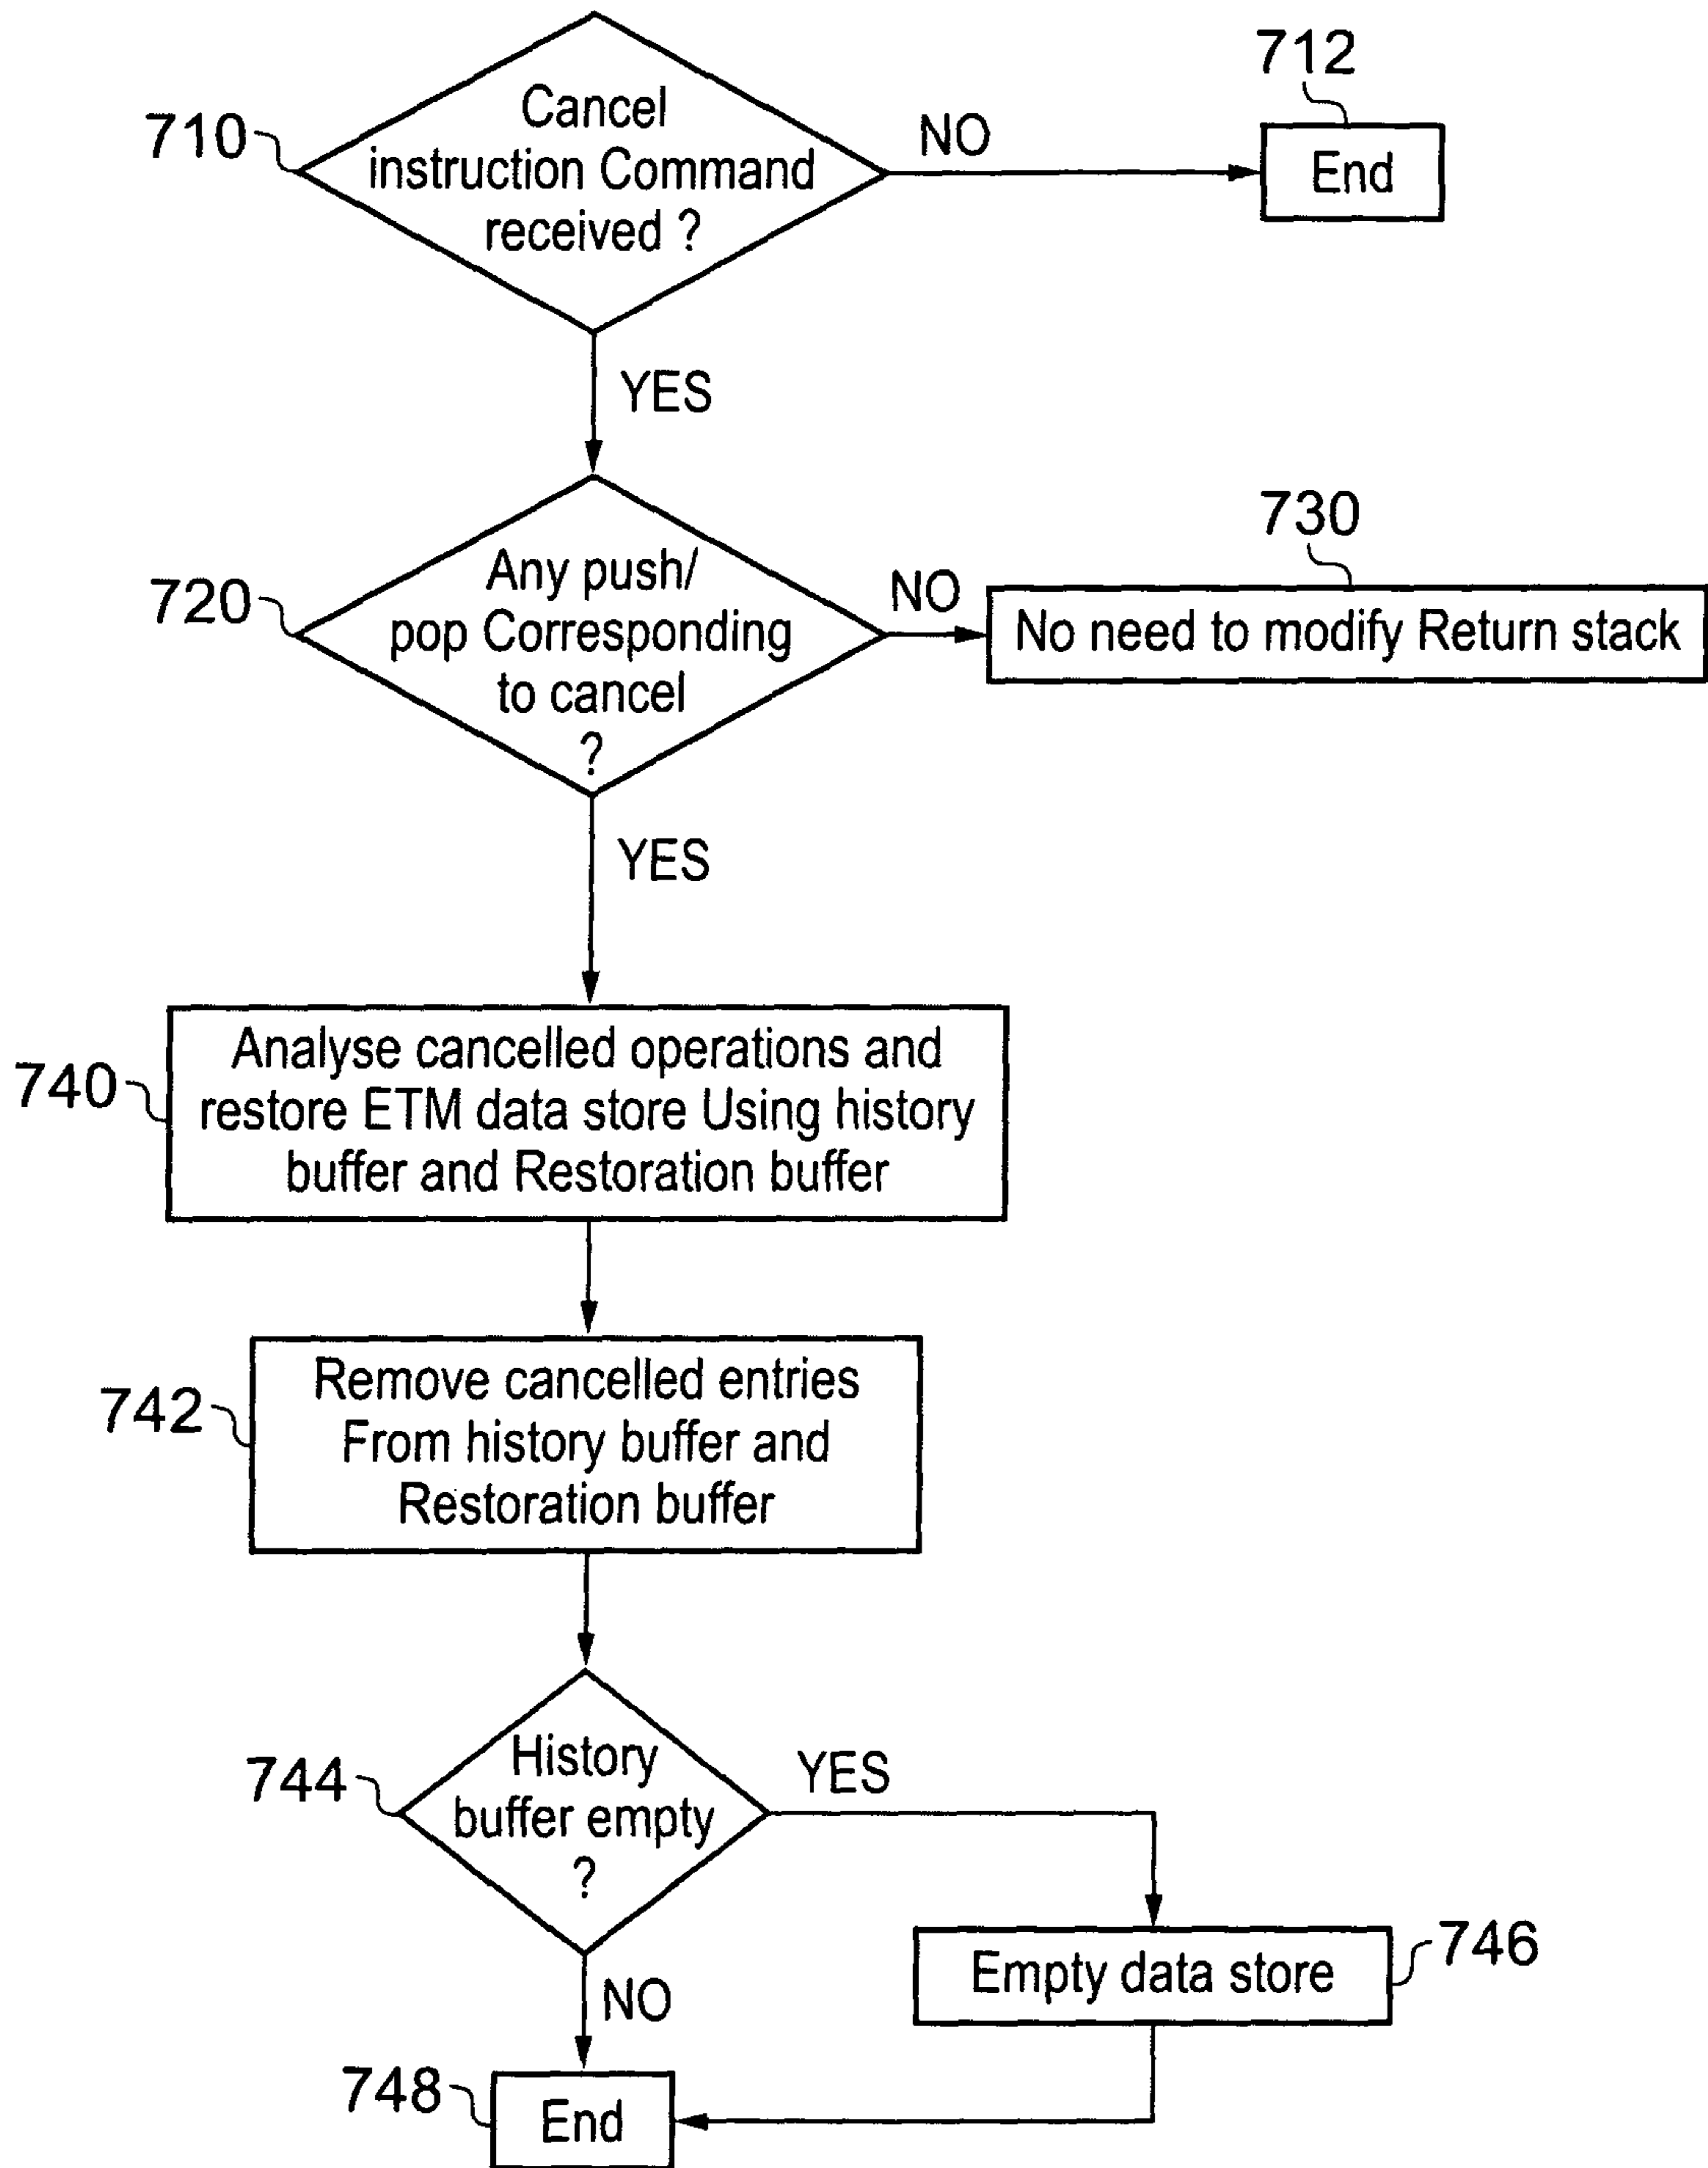 712
710
Cancel
instruction Command
received ?
NO
End
YES
730
720
Any push/
pop Corresponding
to cancel
?
NO
No need to modify Return stack
YES
740
Analyse cancelled operations and
restore ETM data store Using history
buffer and Restoration buffer
742
Remove cancelled entries
From history buffer and
Restoration buffer
744
History
buffer empty
?
YES
746
Empty data store
NO
748
End